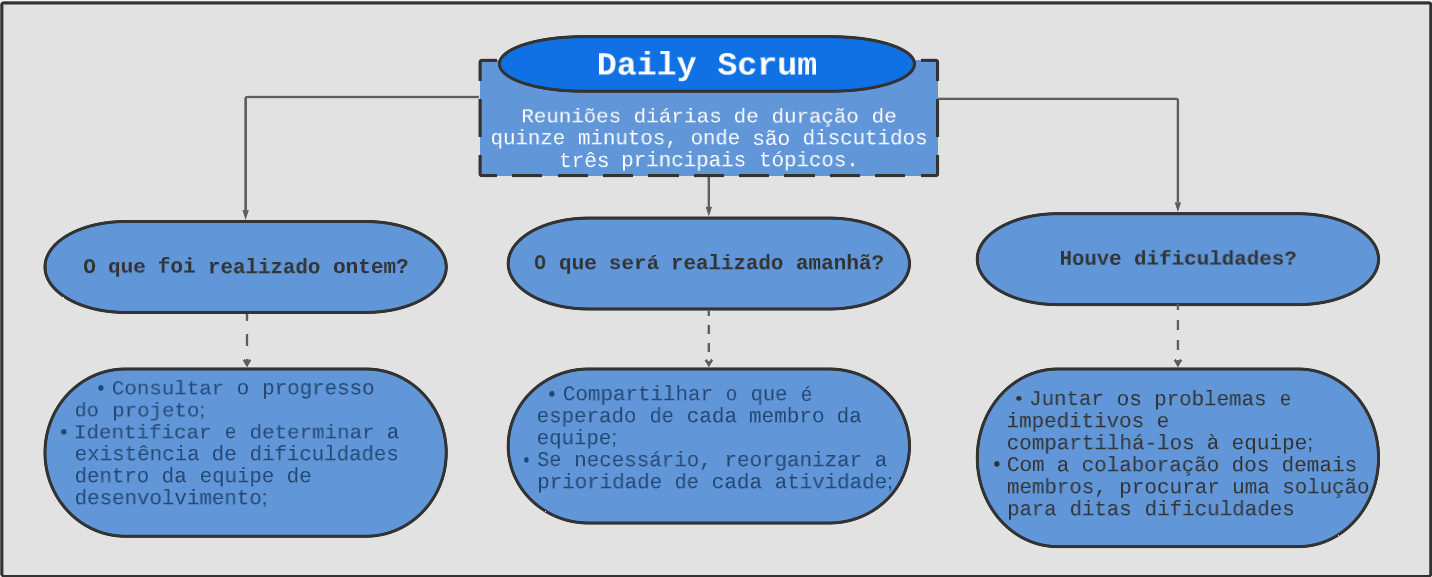 Daily Scrum
Reuniões diárias de duração de
quinze minutos, onde são discutidos
três principais tópicos.
O que foi realizado ontem?
O que será realizado amanhã?
Houve dificuldades?
• Consultar o progresso
do projeto;
• Identificar e determinar a
existência de dificuldades
dentro da equipe de
desenvolvimento;
• Compartilhar o que é
esperado de cada membro da
equipe;
• Se necessário, reorganizar a
prioridade de cada atividade;
• Juntar os problemas e
impeditivos e
compartilhá-los à equipe;
• Com a colaboração dos demais
membros, procurar uma solução
para ditas dificuldades